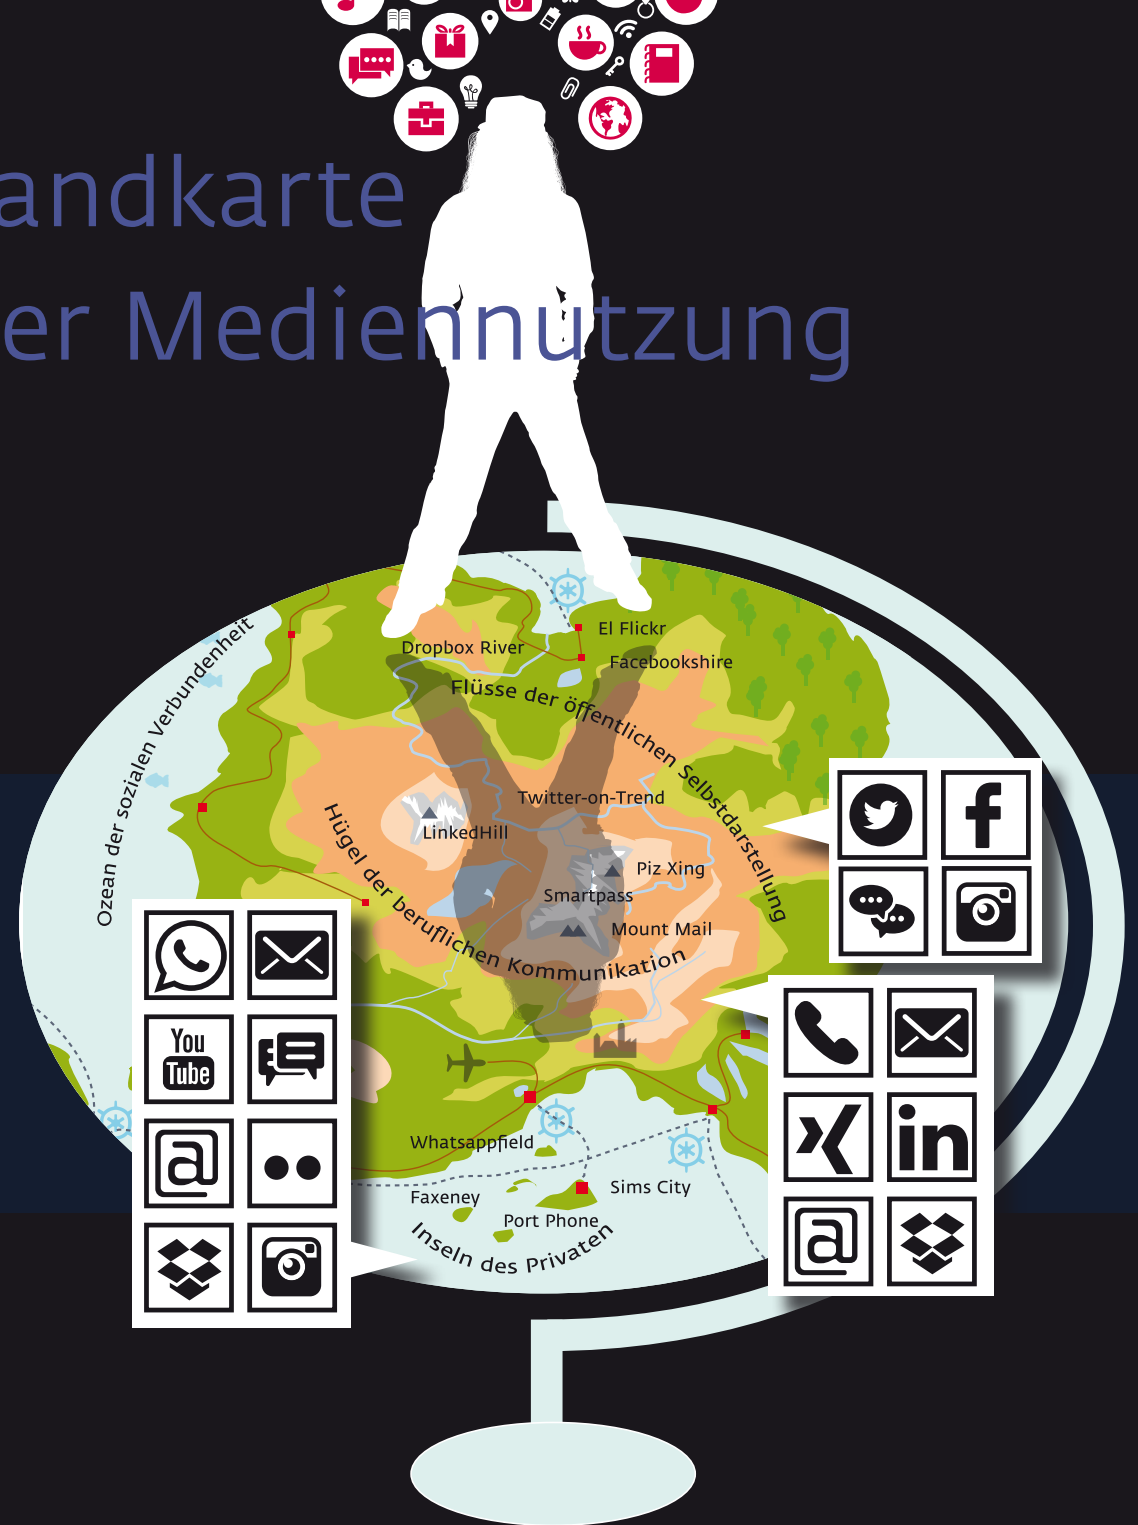 andkarte
er Mediennutzung
El Flickr
Dropbox River
Facebookshire
Flüsse der öffentlichen Selbstdarstellung
Ozean der sozialen Verbundenheit
Twitter-on-Trend
LinkedHill
Hügel der beruflichen Kommunikation
Piz Xing
Smartpass
Mount Mail
You
Tube
in
Whatsappfield
Sims City
Faxeney
Port Phone
Inseln des Privaten
@
@